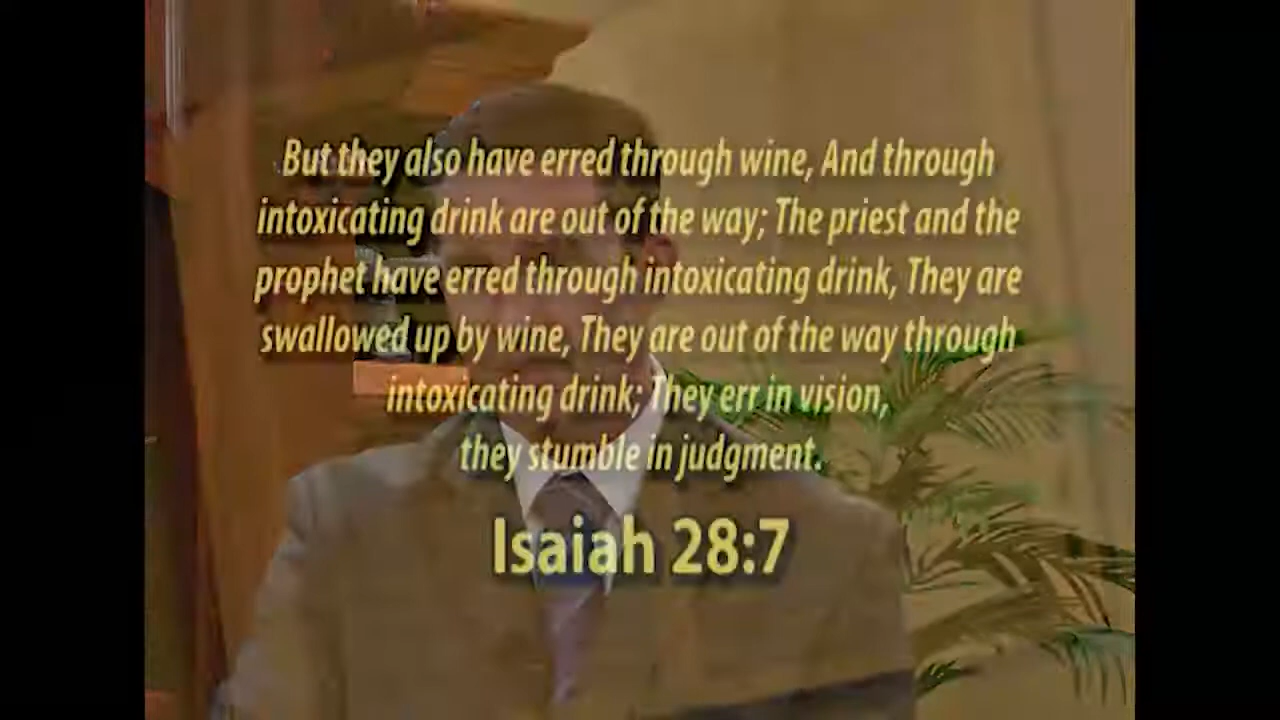 But they also have erred through wine, And through
intoxicating drink are out of the way; The priest and the
prophet have erred through intoxicating drink, They are
swallowed up by wine, They are out of the way through
intoxicating drink; They err in vision,
they stumble in judgment.
Isaiah 28:7